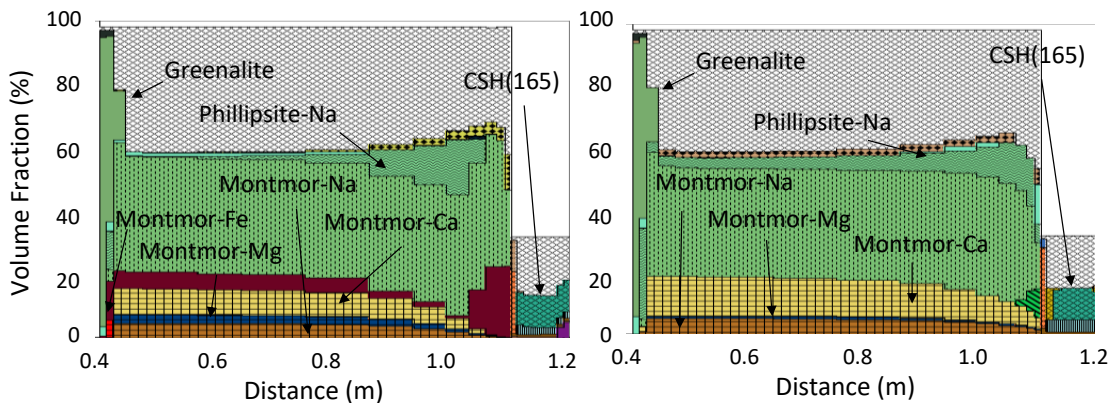 100
80
60
40
20
0
Volume Fraction (%)
Greenalite
CSH(165)
Phillipsite-Na
Montmor-Na
Montmor-Fe
Montmor-Ca
Montmor-Mg
0.4 0.6 0.8 1.0 1.2
Distance (m)
100
80
60
40
20
0
CSH(165)
Greenalite
Phillipsite-Na
Montmor-Na
Montmor-Mg
Montmor-Ca
0.4 0.6 0.8 1.0 1.2
Distance (m)